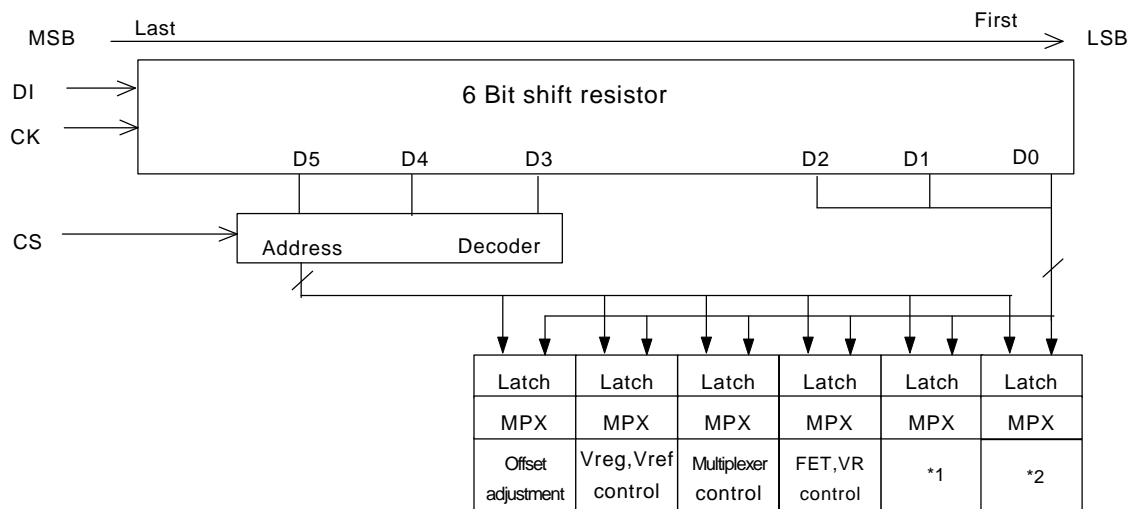 MSB Last First LSB
DI
6 Bit shift resistor
CK
D5 D4 D3 D2 D1 D0
CS
Address Decoder
Latch Latch Latch Latch Latch Latch
MPX MPX MPX MPX MPX MPX
Offset adjustment
Vreg,Vref control
Multiplexer control
FET,VR control
*1
*2